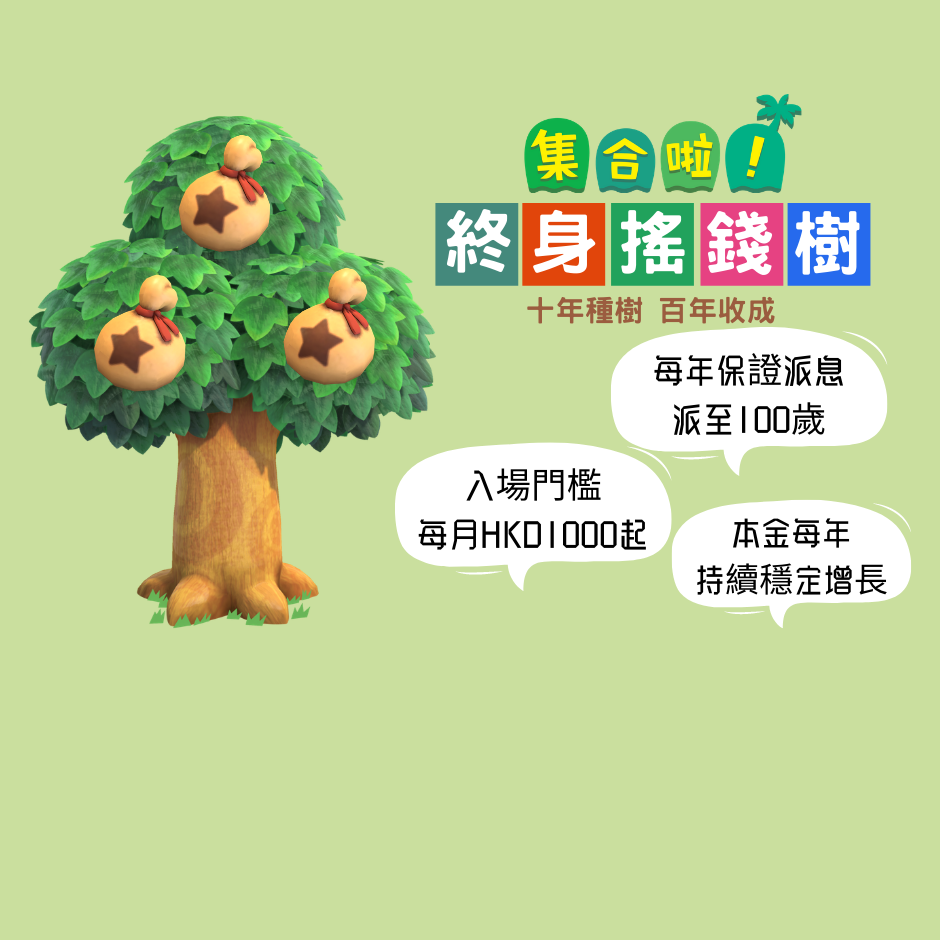 集合啦！
終身搖錢樹
十年種樹 百年收成
每年保證派息
派至100歲
入場門檻
每月HKD1000起
本金每年
持續穩定增長